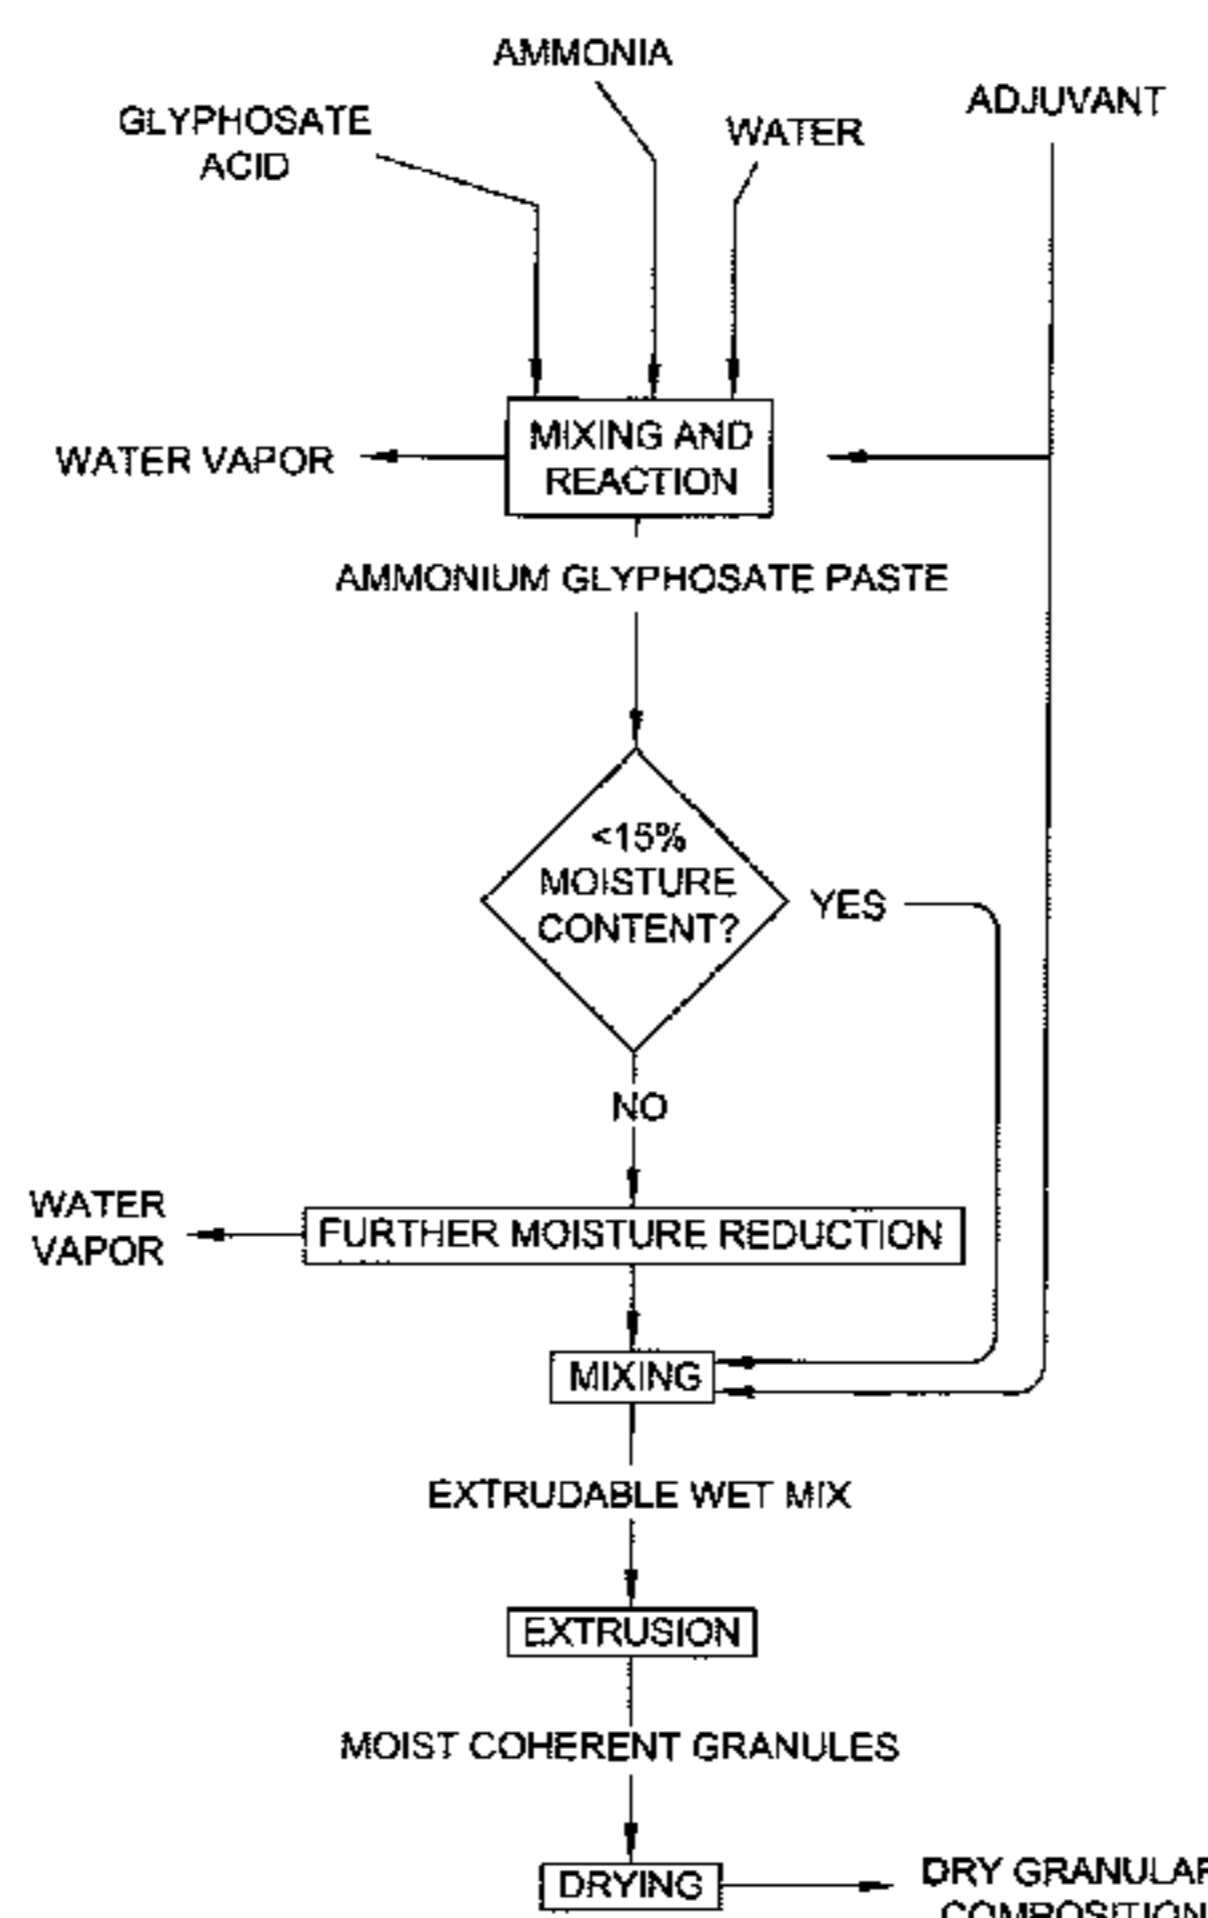 AMMONIA
ADJUVANT
GLYPHOSATE
ACID
WATER
MIXING AND
REACTION
WATER VAPOR
AMMONIUM GLYPHOSATE PASTE
<15%
MOISTURE
CONTENT?
YES
NO
WATER
VAPOR
FURTHER MOISTURE REDUCTION
MIXING
EXTRUDABLE WET MIX
EXTRUSION
MOIST COHERENT GRANULES
DRYING
DRY GRANULAR
COMPOSITION